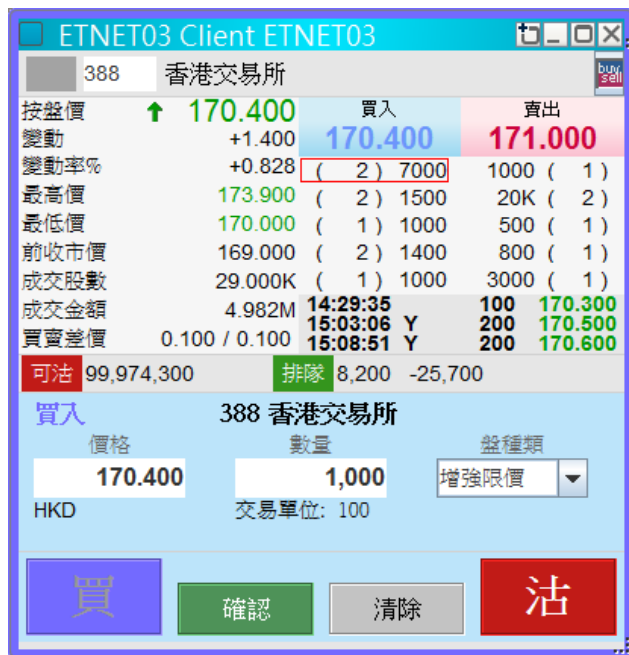 ETNET03 Client ETNET03
388 香港交易所 buy sell
按盤價 170.400 買入 賣出
變動 +1.400 170.400 171.000
變動率% +0.828 ( 2 ) 7000 1000 ( 1 )
最高價 173.900 ( 2 ) 1500 20K ( 2 )
最低價 170.000 ( 1 ) 1000 500 ( 1 )
前收市價 169.000 ( 2 ) 1400 800 ( 1 )
成交股數 29.000K ( 1 ) 1000 3000 ( 1 )
成交金額 4.982M 14:29:35 100 170.300
15:03:06 Y 200 170.500
買賣差價 0.100 / 0.100 15:08:51 Y 200 170.600
可沽 99,974,300 排隊 8,200 -25,700
買入 388 香港交易所
價格 數量 盤種類
170.400 1,000 增強限價
HKD 交易單位: 100
買 確認 清除 沽